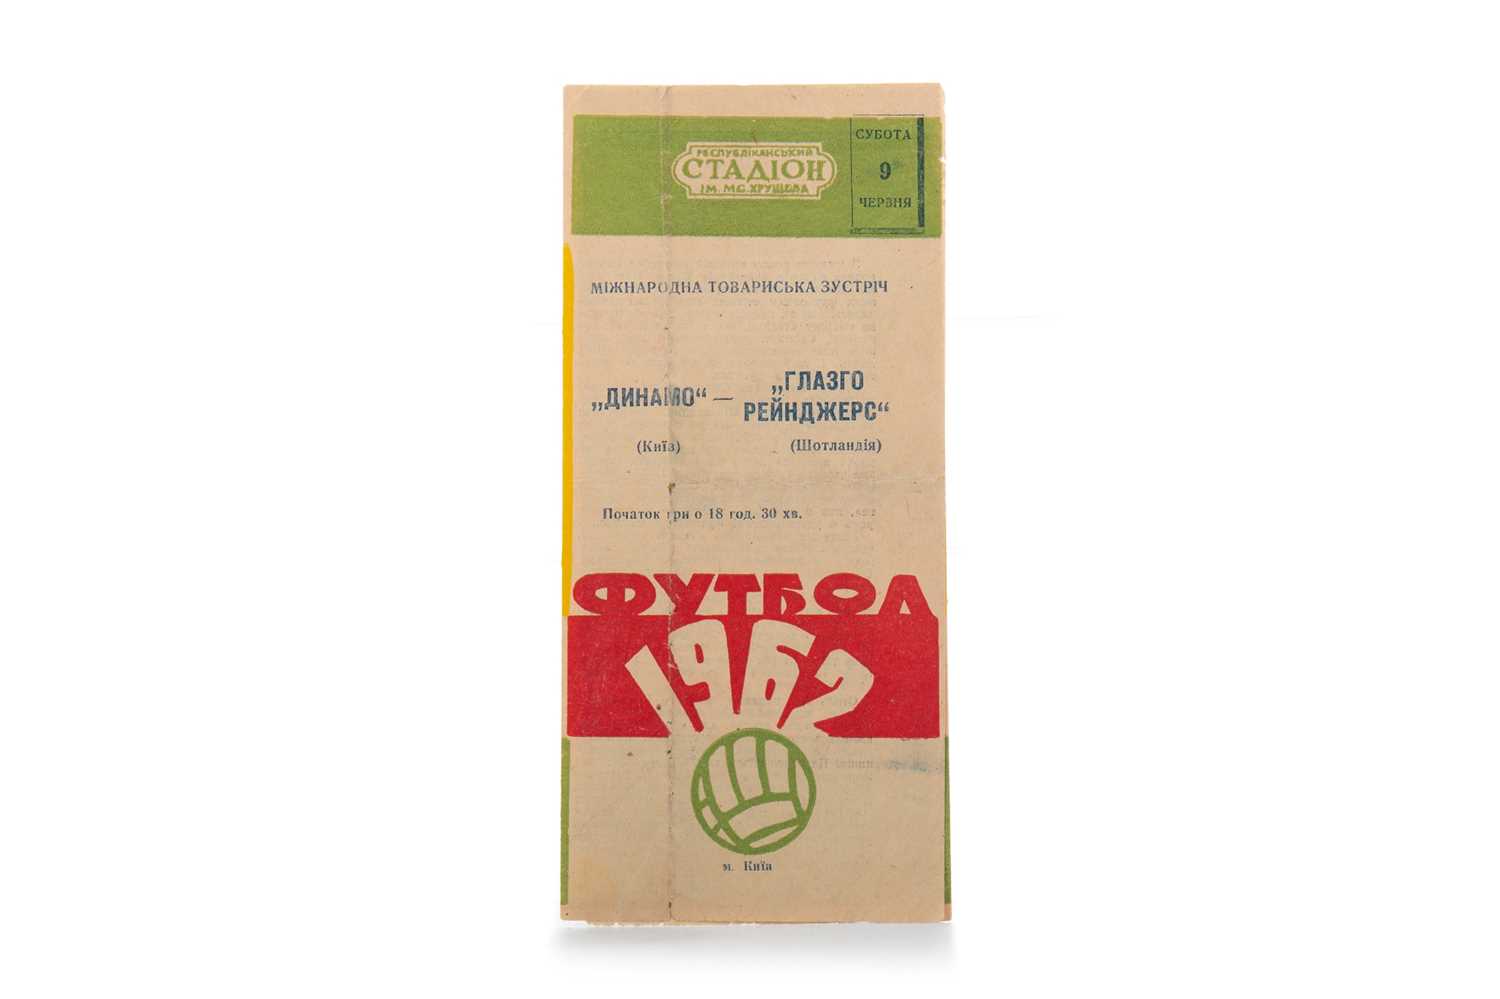 РЕСПУБЛІКАНСЬКИЙ
СТАДІОН
ІМ. М.С. ХРУЩОВА
СУБОТА
9
ЧЕРВНЯ
МІЖНАРОДНА ТОВАРИСЬКА ЗУСТРІЧ
„ДИНАМО“ — „ГЛАЗГО
РЕЙНДЖЕРС“
(Київ) (Шотландія)
Початок гри о 18 год. 30 хв.
ФУТБОЛ
1962
м. Київ